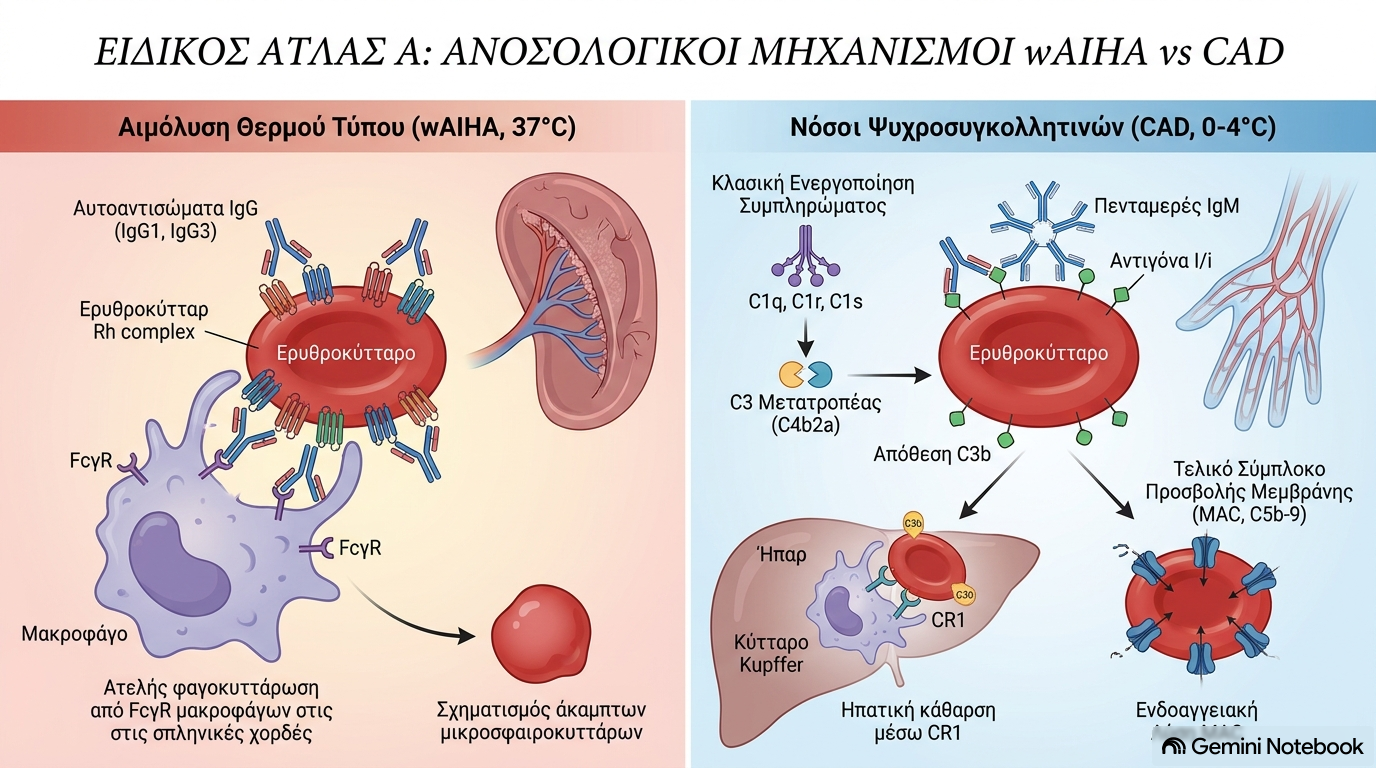 ΕΙΔΙΚΟΣ ΑΤΛΑΣ Α: ΑΝΟΣΟΛΟΓΙΚΟΙ ΜΗΧΑΝΙΣΜΟΙ wAIHA vs CAD
Αιμόλυση Θερμού Τύπου (wAIHA, 37°C)
Αυτοαντισώματα IgG
(IgG1, IgG3)
Ερυθροκύτταρ
Rh complex
Ερυθροκύτταρο
FcγR
FcγR
Μακροφάγο
Ατελής φαγοκυττάρωση
από FcγR μακροφάγων στις
στις σπληνικές χορδές
Σχηματισμός άκαμπτων
μικροσφαιροκυττάρων
Νόσοι Ψυχροσυγκολλητινών (CAD, 0-4°C)
Κλασική Ενεργοποίηση
Συμπληρώματος
C1q, C1r, C1s
C3 Μετατροπέας
(C4b2a)
Πενταμερές IgM
Αντιγόνα I/i
Ερυθροκύτταρο
Απόθεση C3b
Τελικό Σύμπλοκο
Προσβολής Μεμβράνης
(MAC, C5b-9)
Ήπαρ
C3b
C30
CR1
Κύτταρο
Kupffer
Ηπατική κάθαρση
μέσω CR1
Ενδοαγγειακή
Gemini Notebook